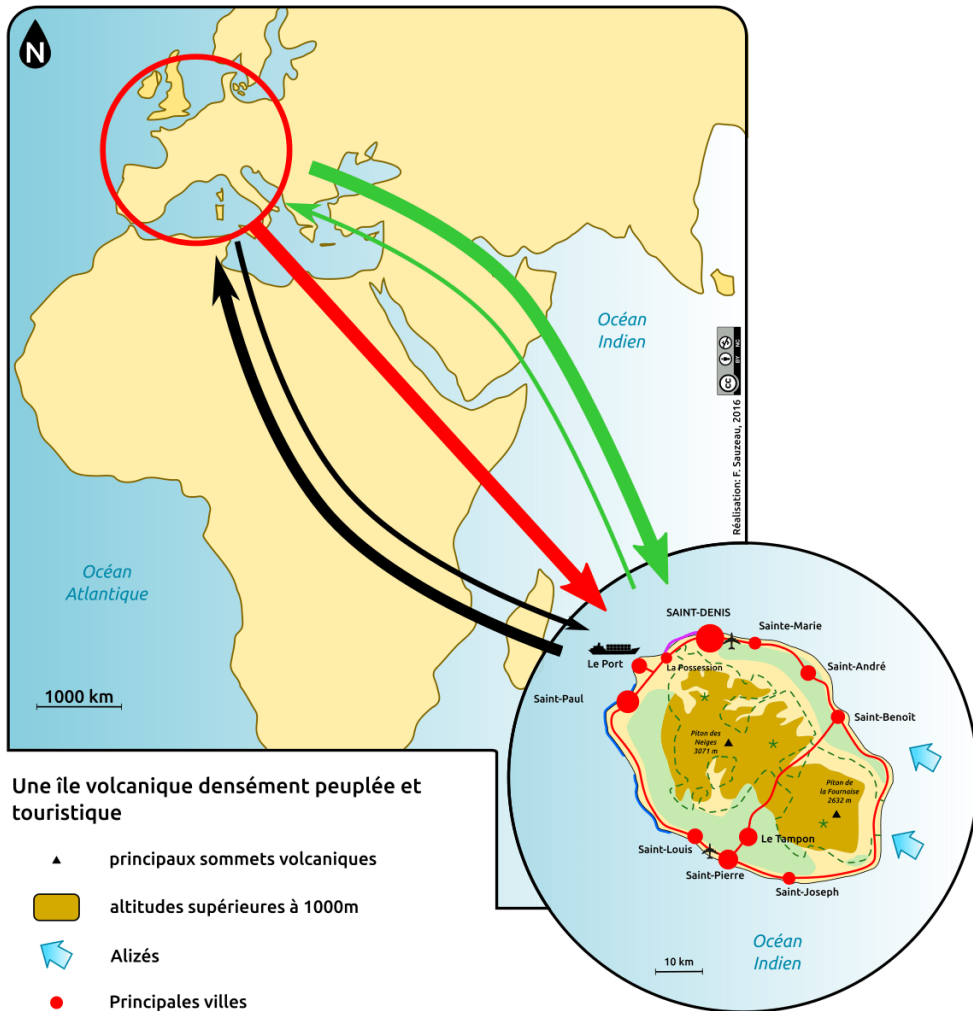 N
Océan
Indien
BY NC
CC
Réalisation: F. Sauzeau, 2016
Océan
Atlantique
1000 km
SAINT-DENIS
Sainte-Marie
Le Port
La Possession
Saint-André
Saint-Paul
Saint-Benoît
Piton des
Neiges
3071 m
Piton de
la Fournaise
2632 m
Saint-Louis
Le Tampon
Saint-Pierre
Saint-Joseph
10 km
Océan
Indien
Une île volcanique densément peuplée et
touristique
principaux sommets volcaniques
altitudes supérieures à 1000m
Alizés
Principales villes